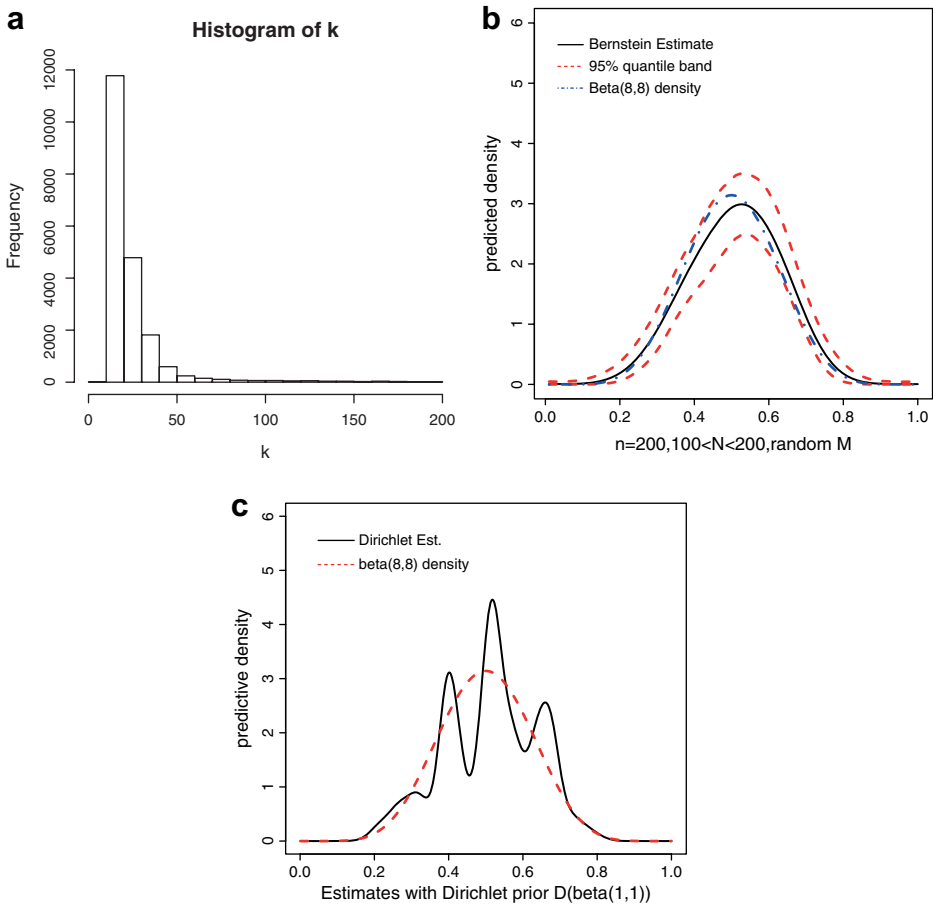 a
Histogram of k
Frequency
12000
10000
8000
6000
4000
2000
0
0 50 100 150 200
k
b
predicted density
6
5
4
3
2
1
0
Bernstein Estimate
95% quantile band
Beta(8,8) density
0.0 0.2 0.4 0.6 0.8 1.0
n=200,100<N<200,random M
c
predictive density
6
5
4
3
2
1
0
Dirichlet Est.
beta(8,8) density
0.0 0.2 0.4 0.6 0.8 1.0
Estimates with Dirichlet prior D(beta(1,1))